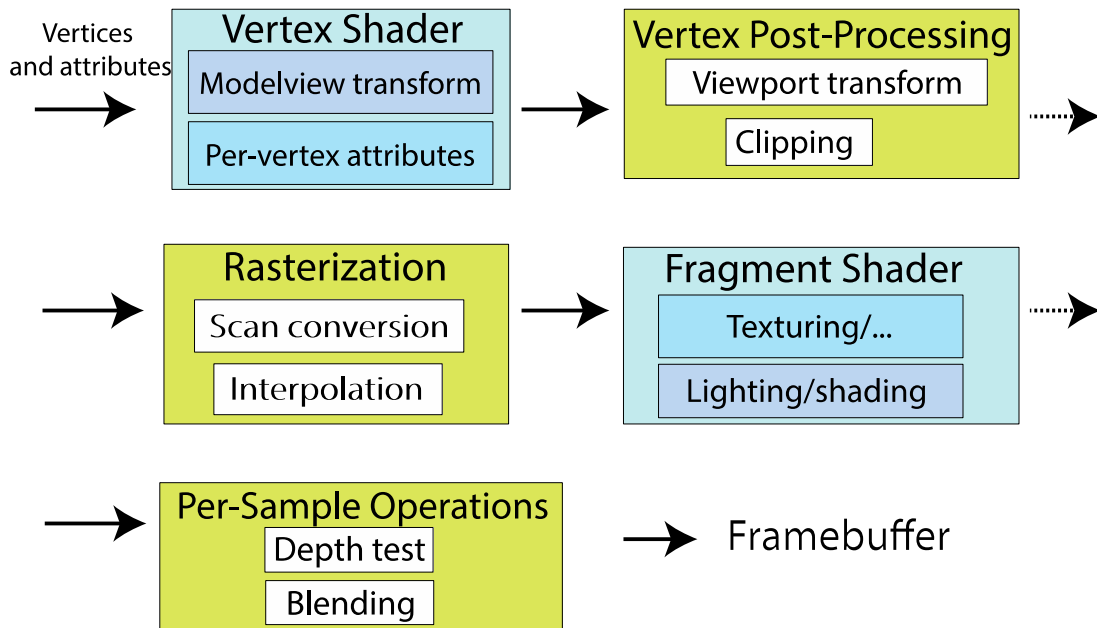 Vertices
and attributes
Vertex Shader
Modelview transform
Per-vertex attributes
Vertex Post-Processing
Viewport transform
Clipping
Rasterization
Scan conversion
Interpolation
Fragment Shader
Texturing/...
Lighting/shading
Per-Sample Operations
Depth test
Blending
Framebuffer